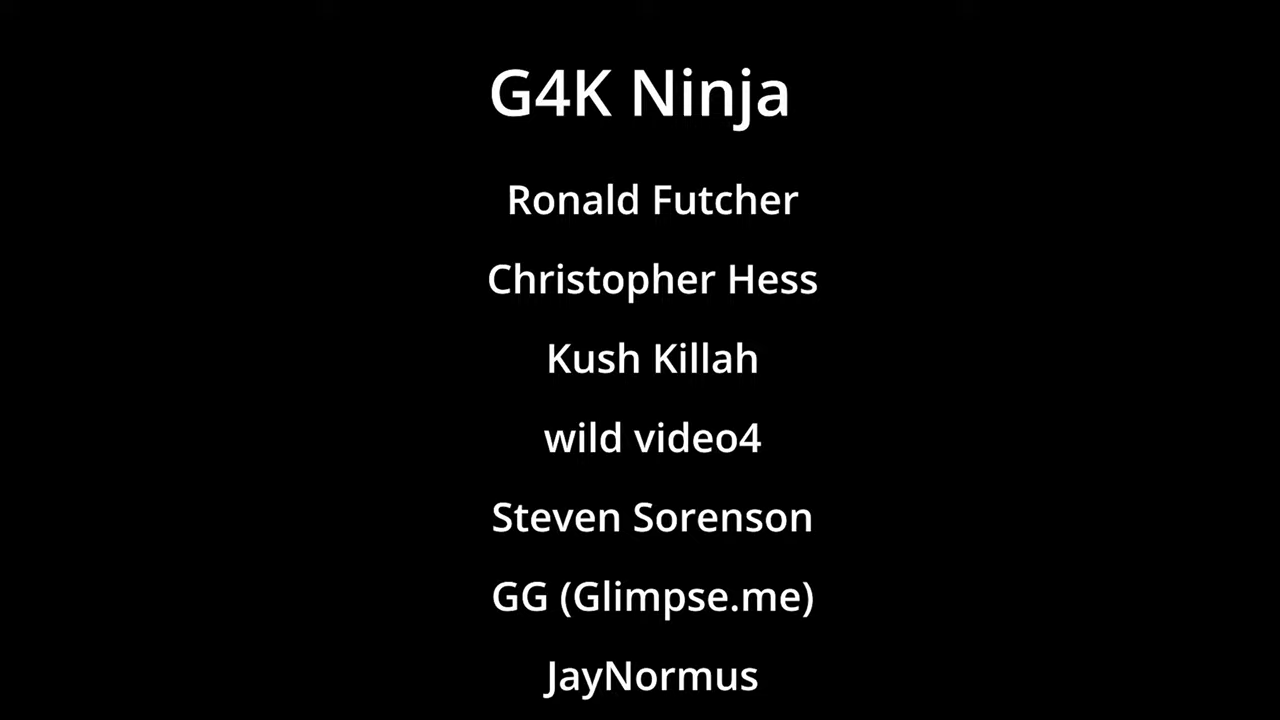 G4K Ninja
Ronald Futcher
Christopher Hess
Kush Killah
wild video4
Steven Sorenson
GG (Glimpse.me)
JayNormus